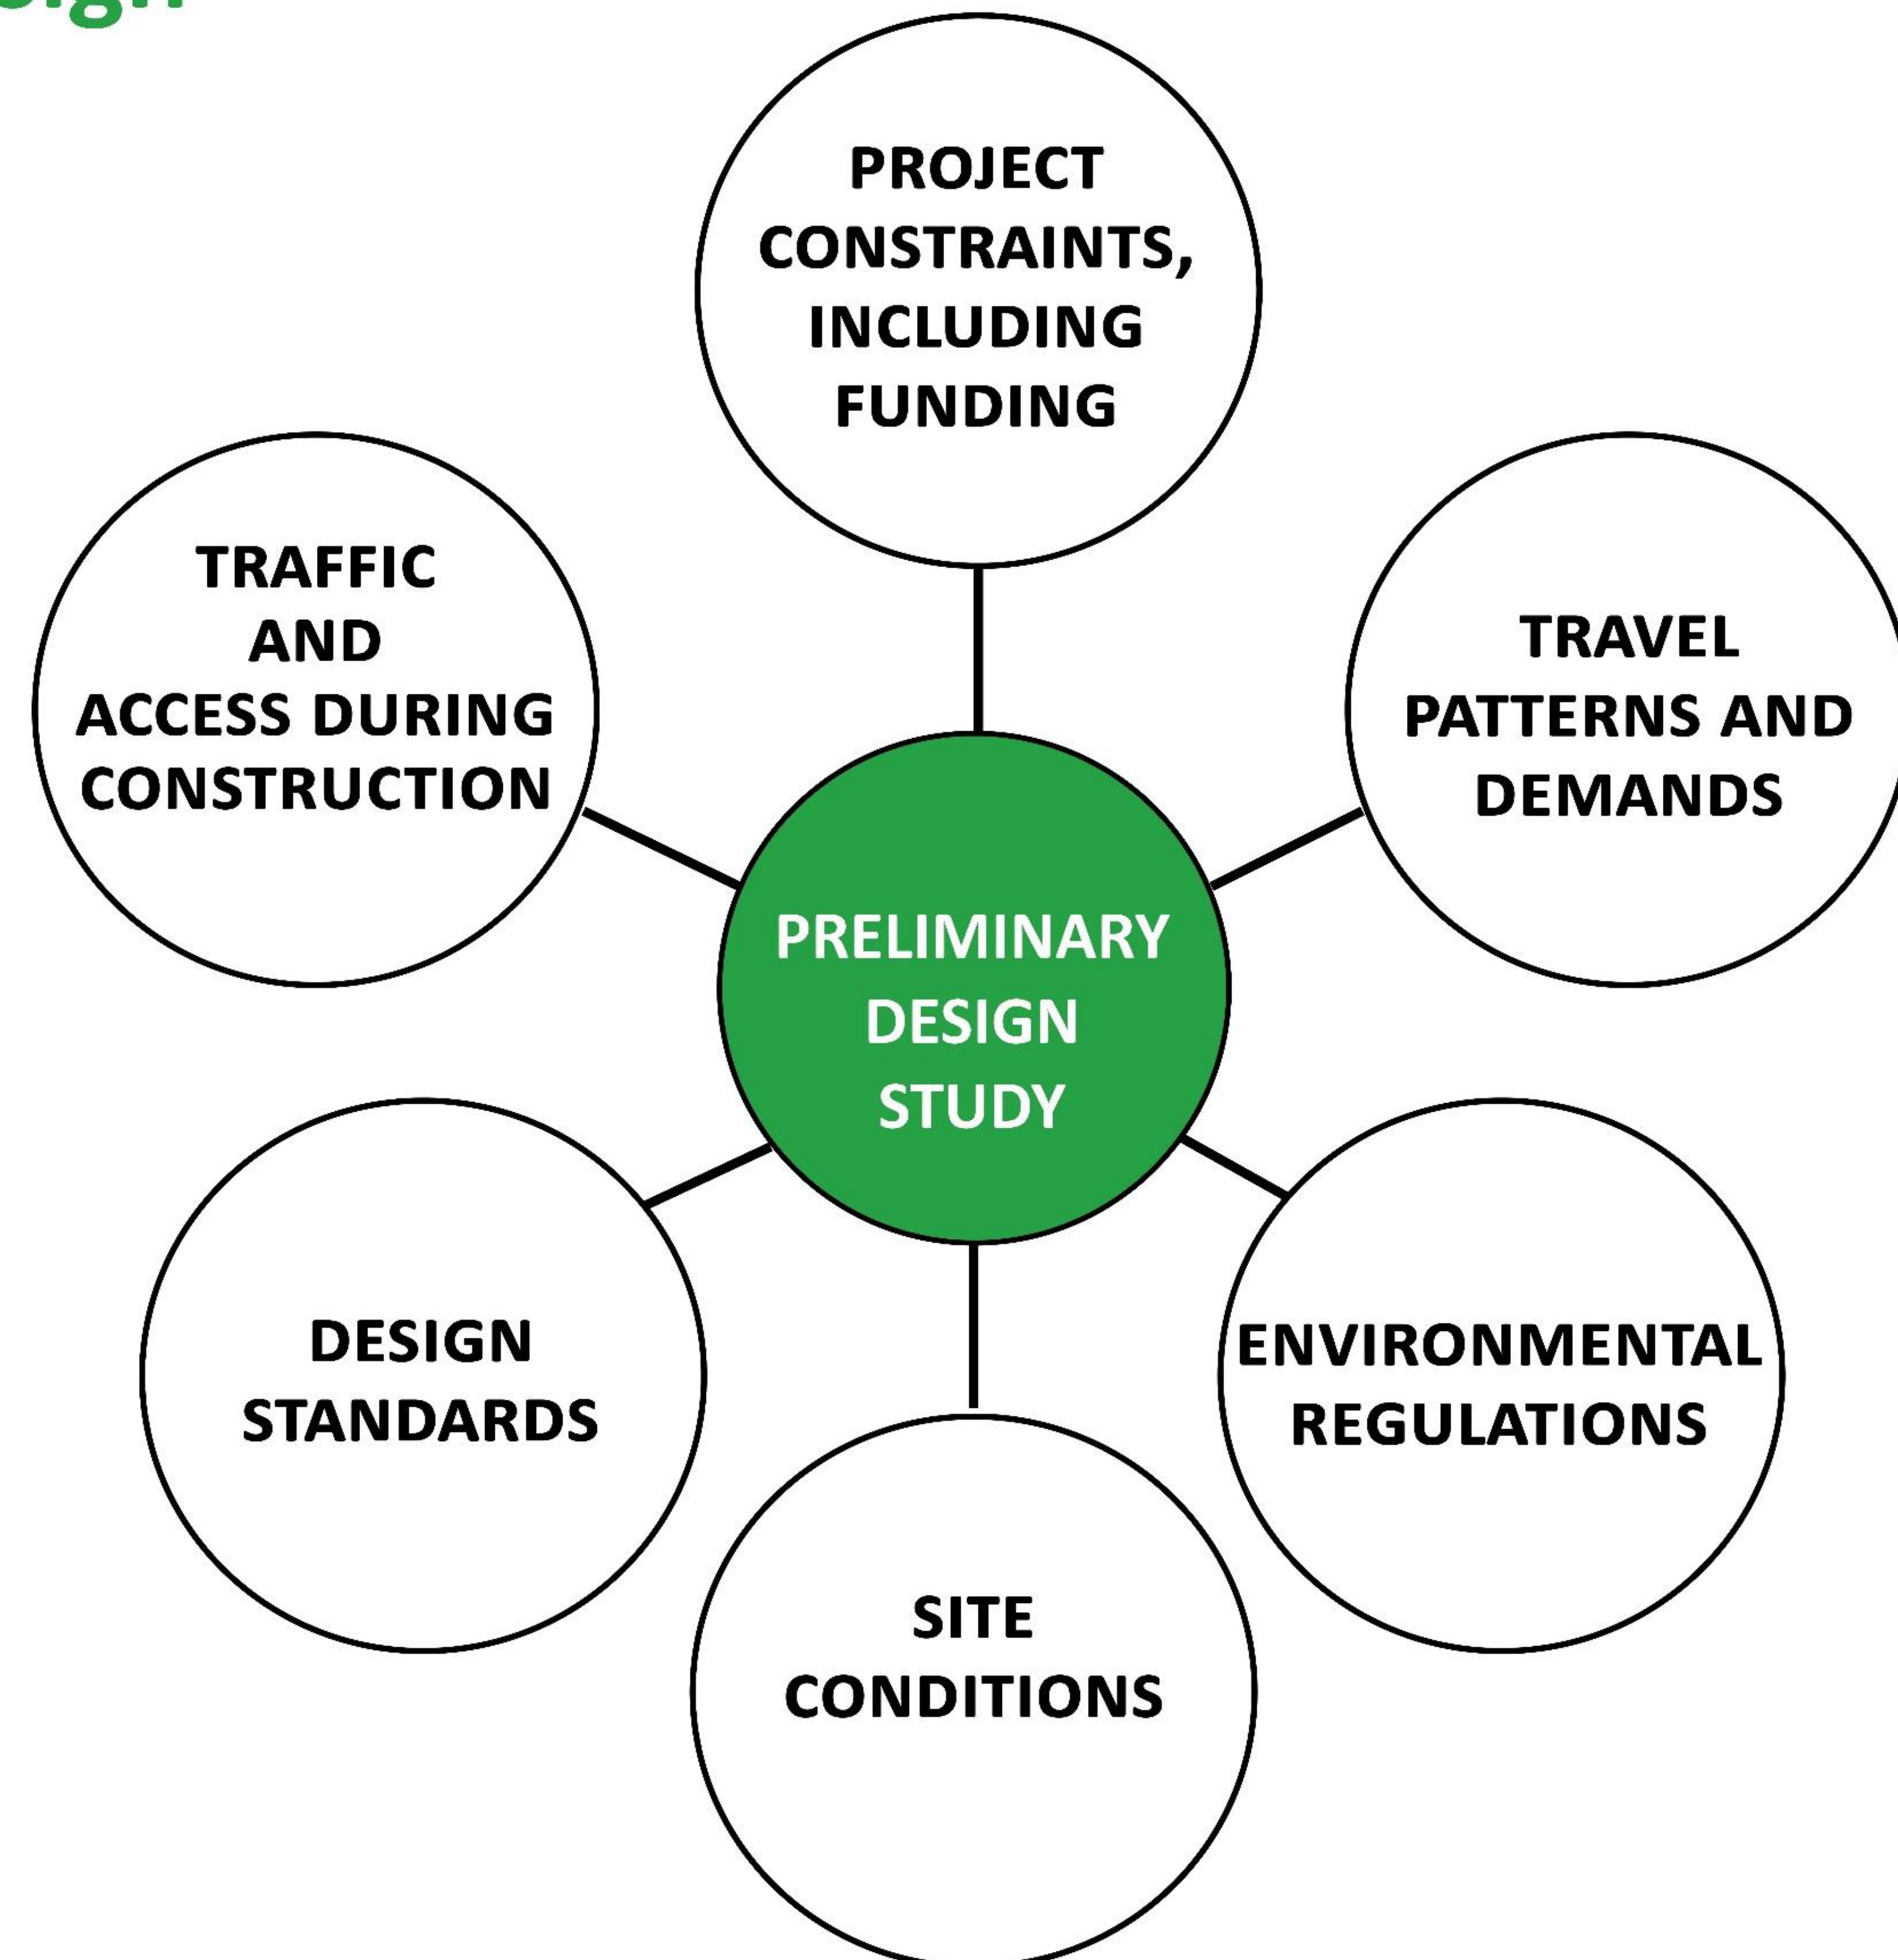 PROJECT
CONSTRAINTS,
INCLUDING
FUNDING
TRAFFIC
AND
ACCESS DURING
CONSTRUCTION
TRAVEL
PATTERNS AND
DEMANDS
PRELIMINARY
DESIGN
STUDY
DESIGN
STANDARDS
ENVIRONMENTAL
REGULATIONS
SITE
CONDITIONS